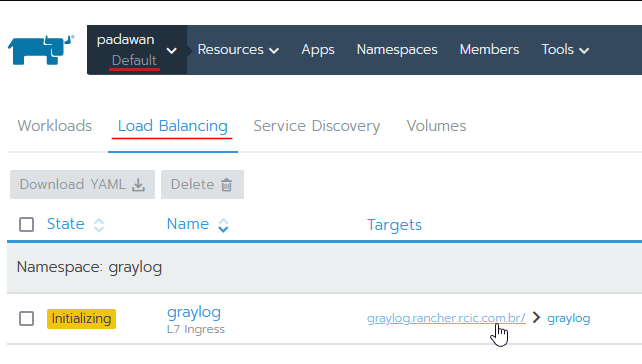 padawan
Default
Resources Apps Namespaces Members Tools
Workloads Load Balancing Service Discovery Volumes
Download YAML Delete
State Name Targets
Namespace: graylog
Initializing graylog graylog.rancher.rcic.com.br/ > graylog
L7 Ingress